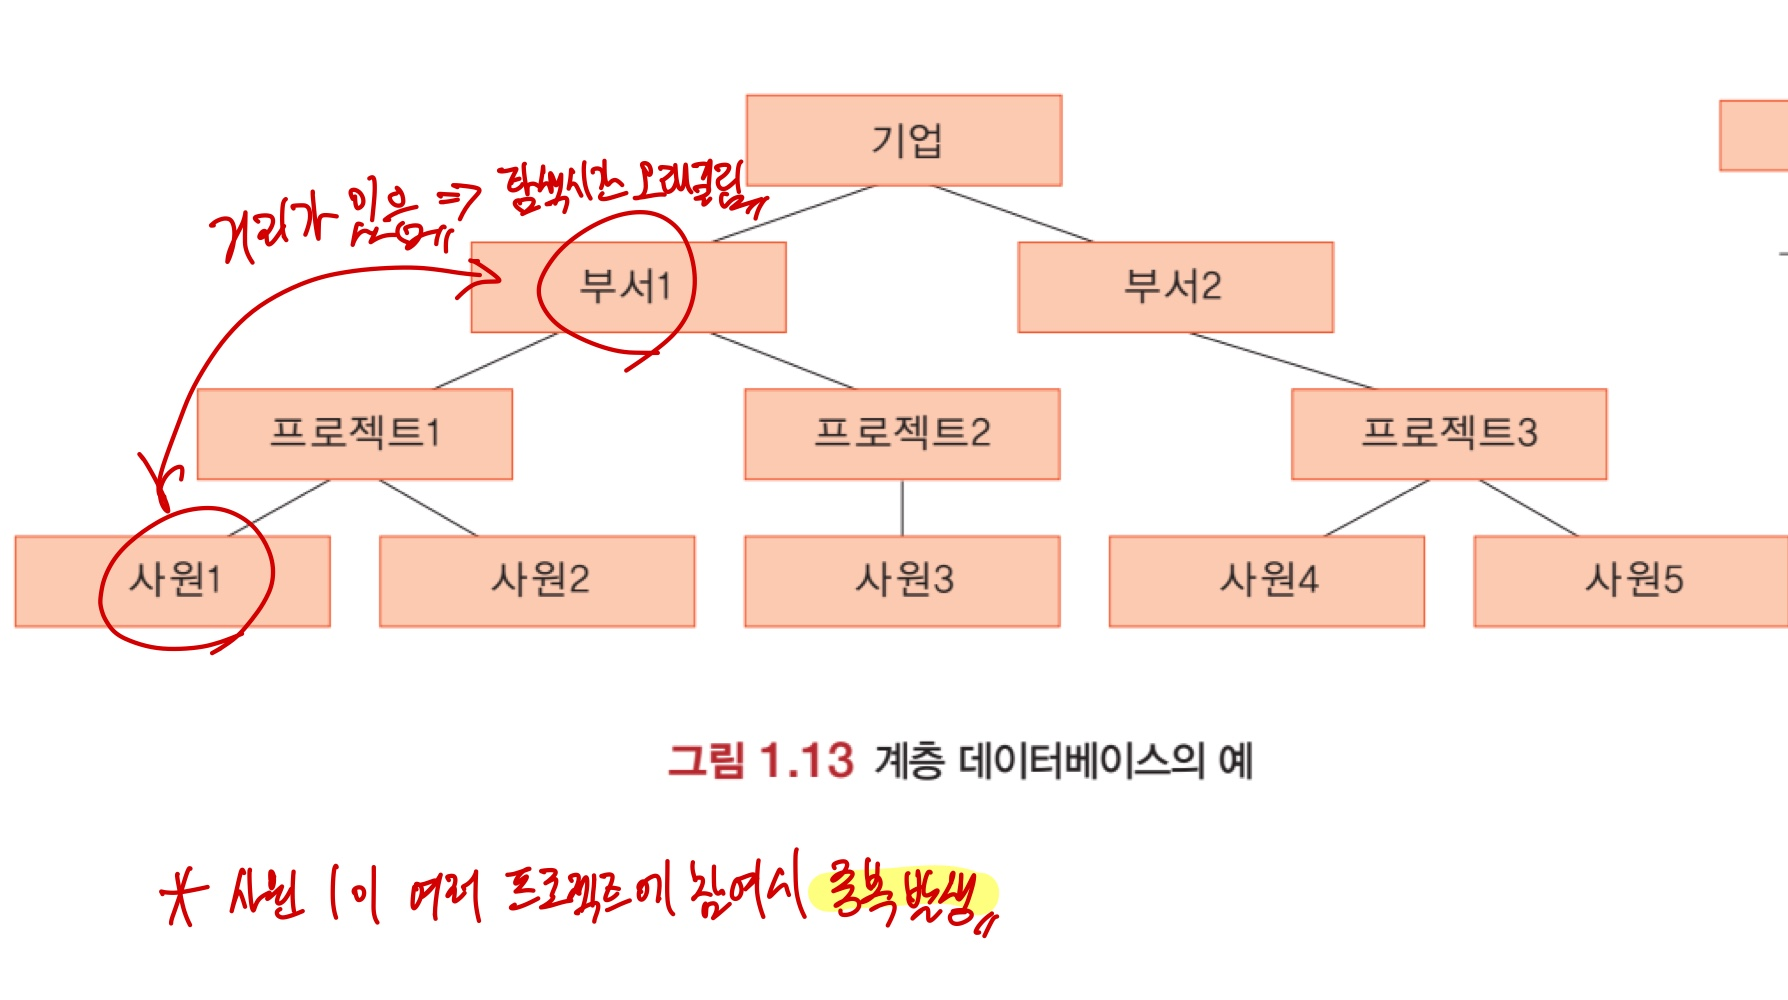 기업
거리가 있음 => 탐색시간 오래걸림
부서1 부서2
프로젝트1 프로젝트2 프로젝트3
사원1 사원2 사원3 사원4 사원5
그림 1.13 계층 데이터베이스의 예
* 사원 1이 여러 프로젝트에 참여시 중복발생